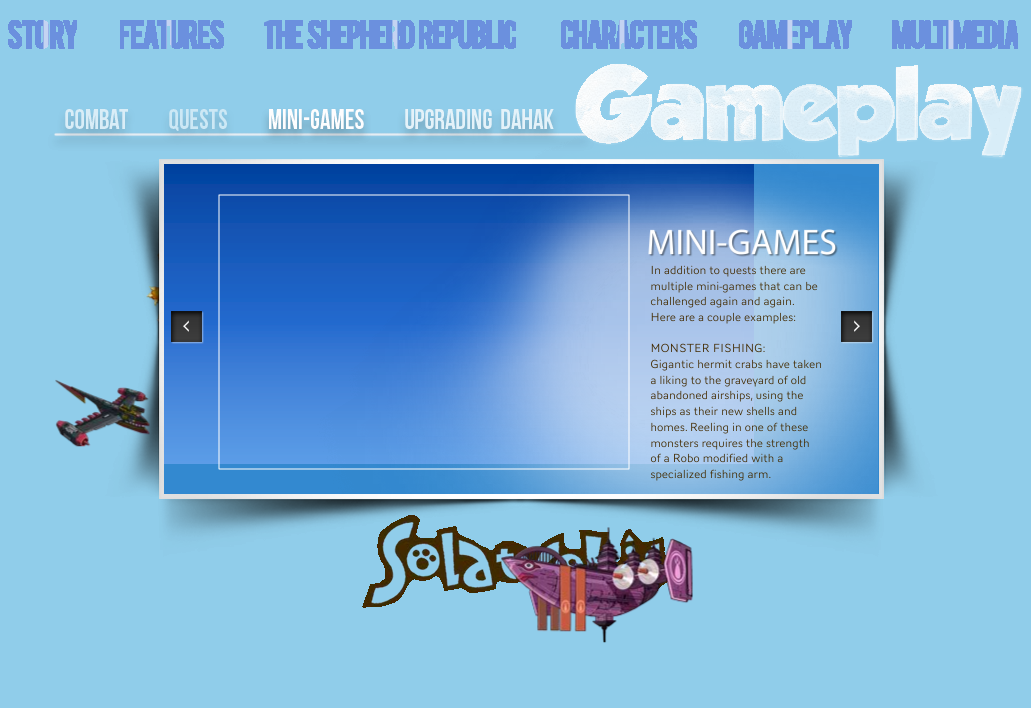 STORY FEATURES THE SHEPHERD REPUBLIC CHARACTERS GAMEPLAY MULTIMEDIA
Gameplay
COMBAT QUESTS MINI-GAMES UPGRADING DAHAK
MINI-GAMES
In addition to quests there are
multiple mini-games that can be
challenged again and again.
Here are a couple examples:
MONSTER FISHING:
Gigantic hermit crabs have taken
a liking to the graveyard of old
abandoned airships, using the
ships as their new shells and
homes. Reeling in one of these
monsters requires the strength
of a Robo modified with a
specialized fishing arm.